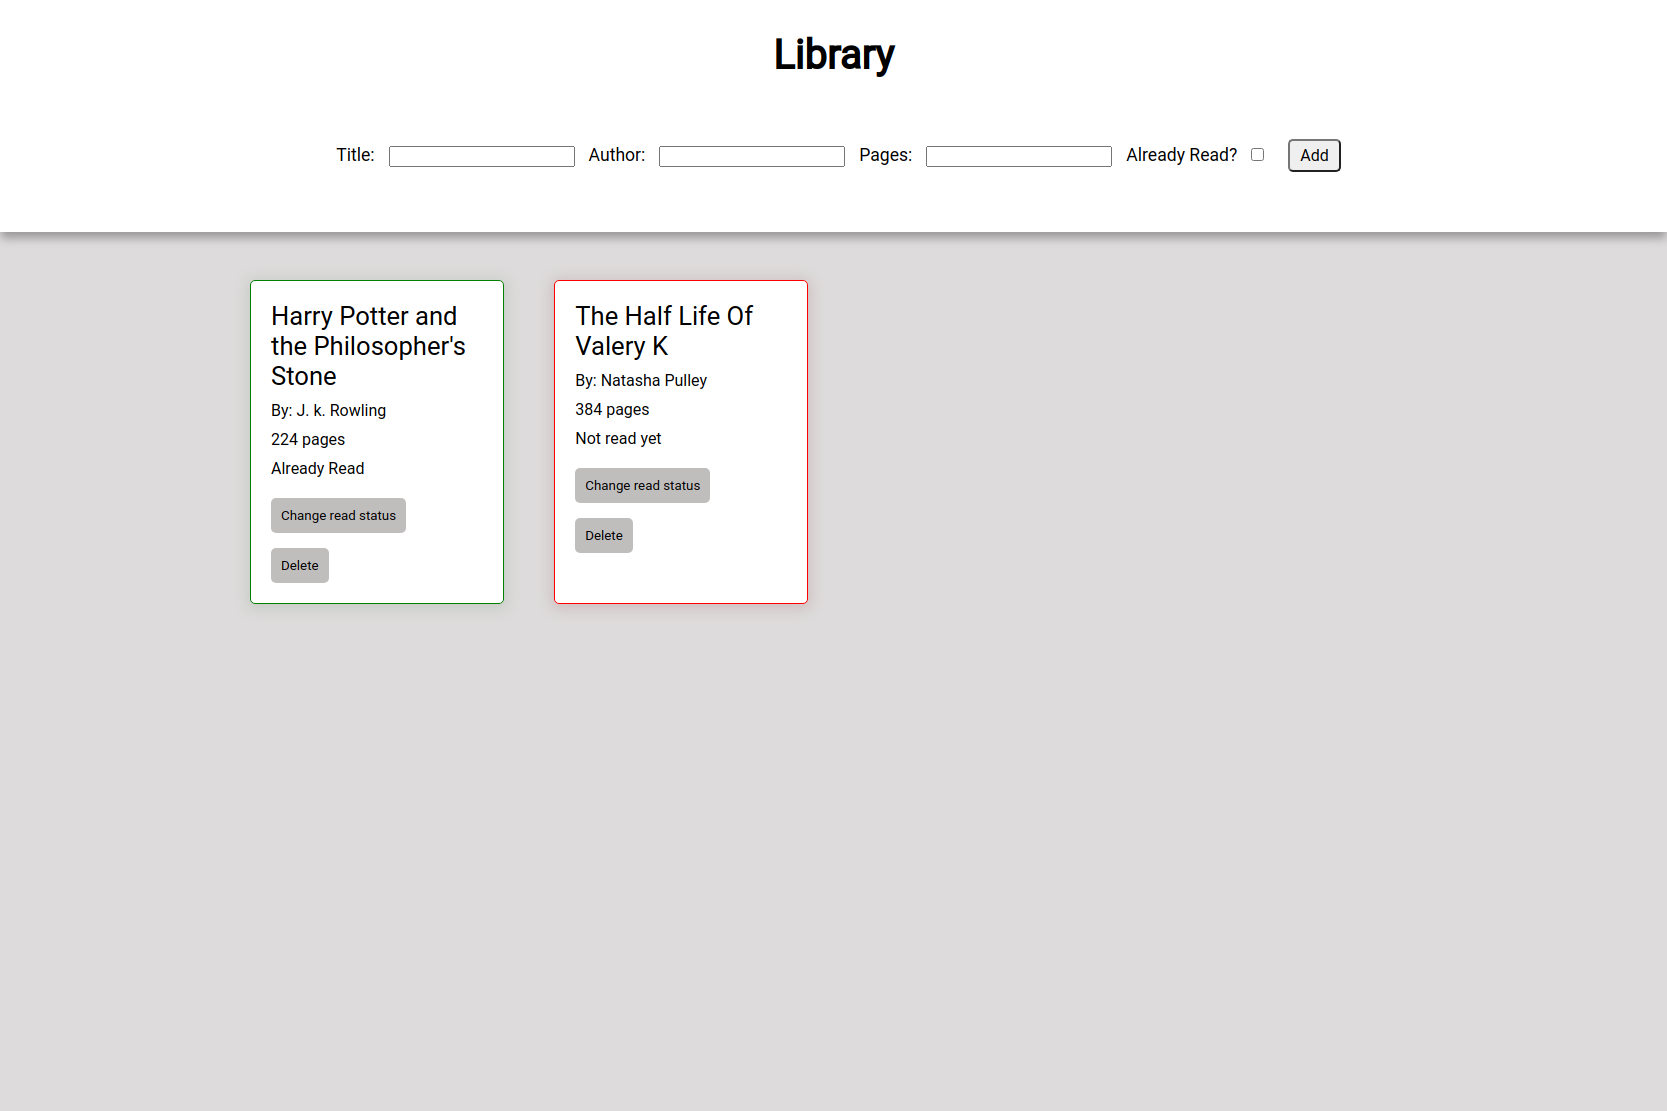 Library
Title: Author: Pages: Already Read? Add
Harry Potter and
the Philosopher's
Stone
By: J. k. Rowling
224 pages
Already Read
Change read status
Delete
The Half Life Of
Valery K
By: Natasha Pulley
384 pages
Not read yet
Change read status
Delete